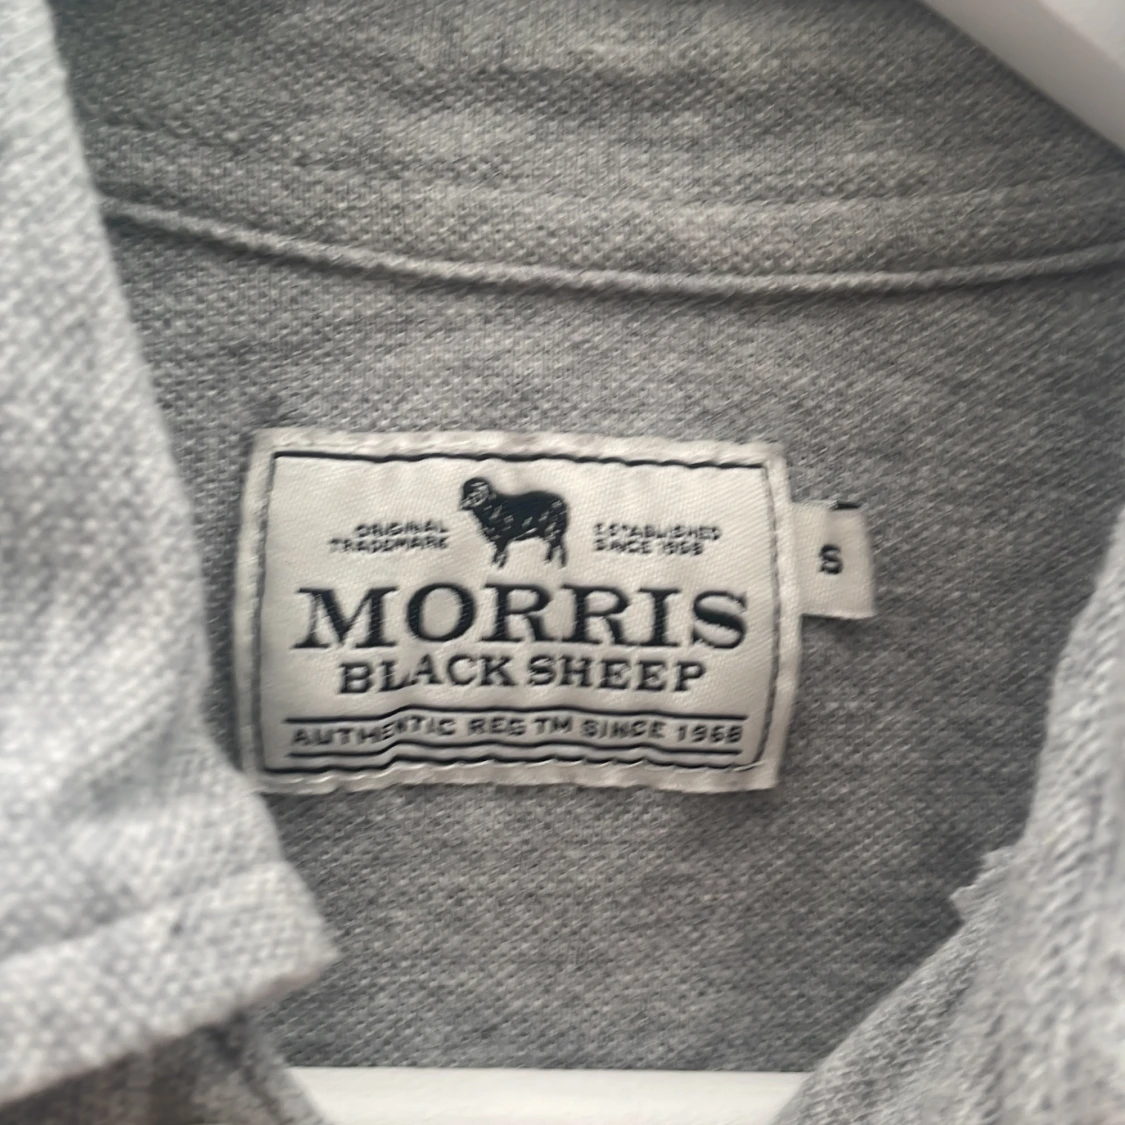 ORIGINAL
TRADEMARK
ESTABLISHED
SINCE 1968
MORRIS
BLACK SHEEP
AUTHENTIC REG TM SINCE 1968
S